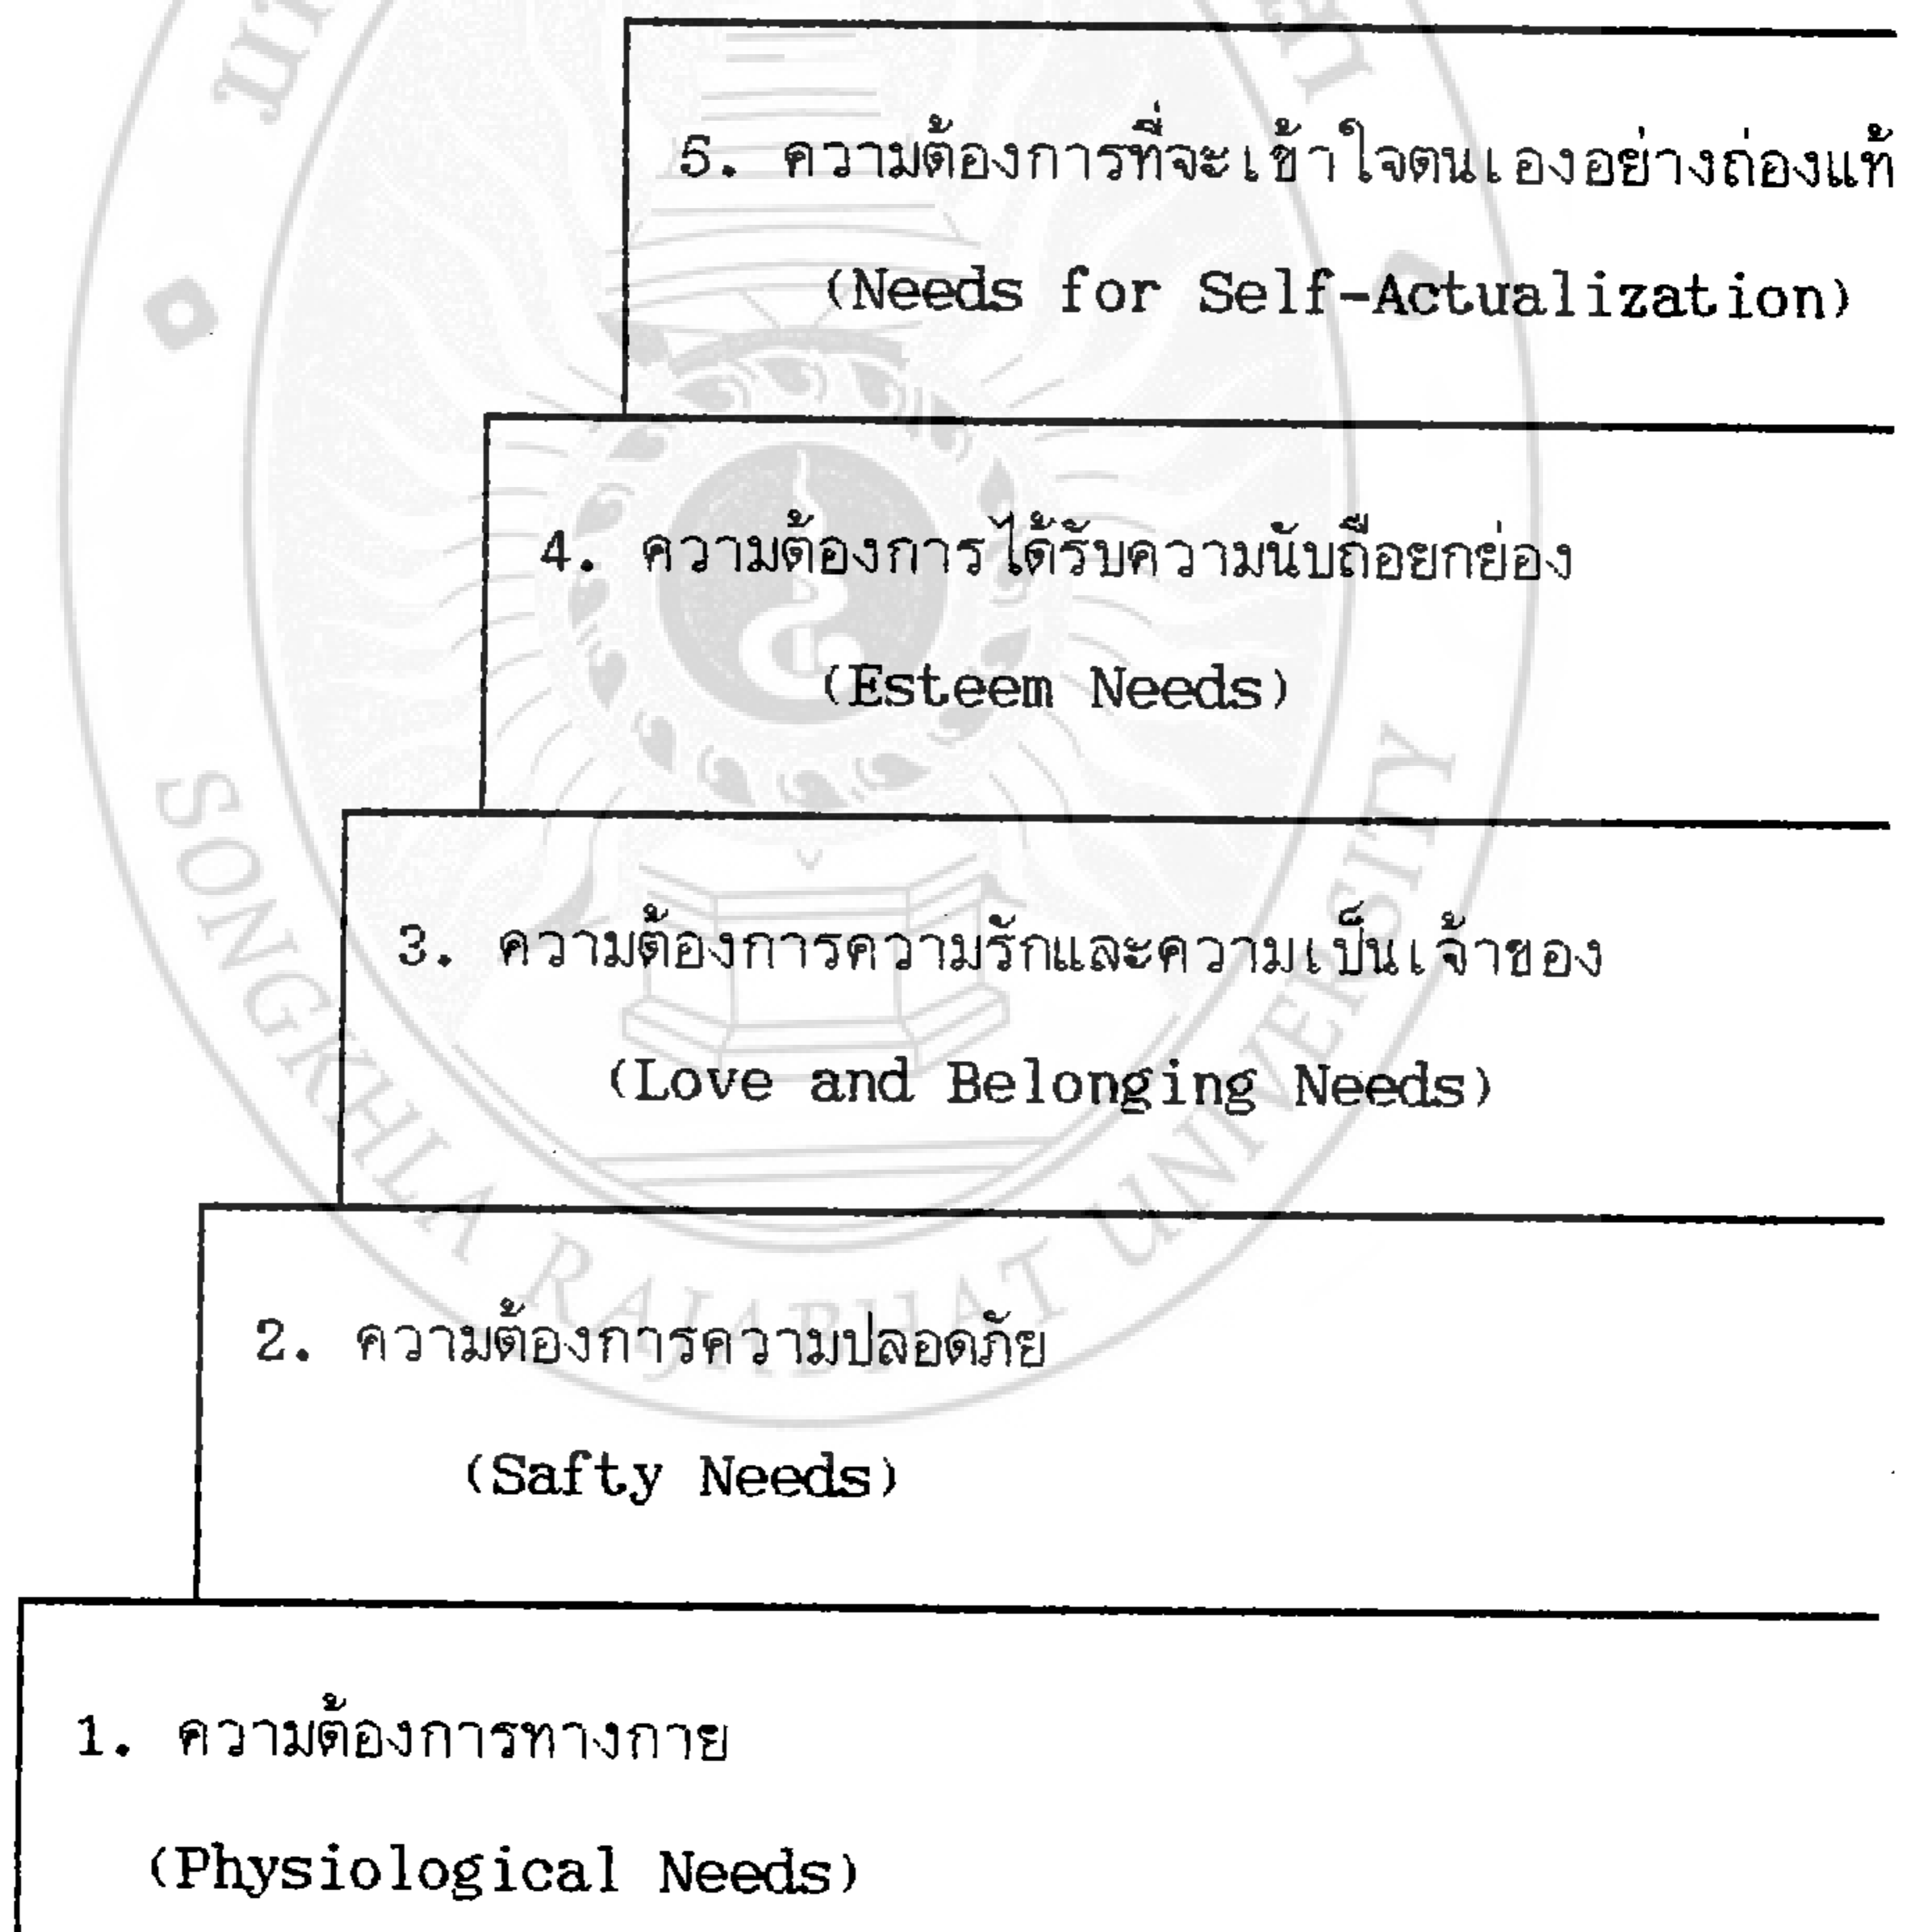 5. ความต้องการที่จะเข้าใจตนเองอย่างถ่องแท้
(Needs for Self-Actualization)
4. ความต้องการได้รับความนับถือยกย่อง
(Esteem Needs)
3. ความต้องการความรักและความเป็นเจ้าของ
(Love and Belonging Needs)
2. ความต้องการความปลอดภัย
(Safty Needs)
1. ความต้องการทางกาย
(Physiological Needs)
SONGKHLA RAJABHAT UNIVERSITY